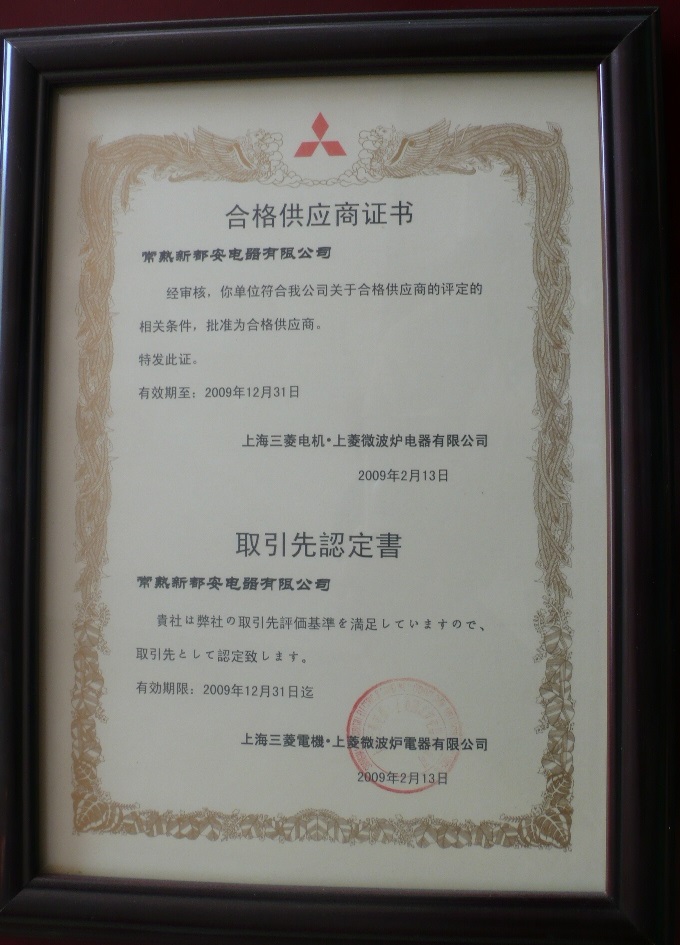 合格供应商证书
常熟新都安电器有限公司
经审核，你单位符合我公司关于合格供应商的评定的
相关条件，批准为合格供应商。
特发此证。
有效期至：2009年12月31日
上海三菱电机·上菱微波炉电器有限公司
2009年2月13日
取引先認定書
常熟新都安电器有限公司
貴社は弊社の取引先評価基準を満足していますので、
取引先として認定致します。
有効期限：2009年12月31日迄
上海三菱電機·上菱微波炉電器有限公司
2009年2月13日